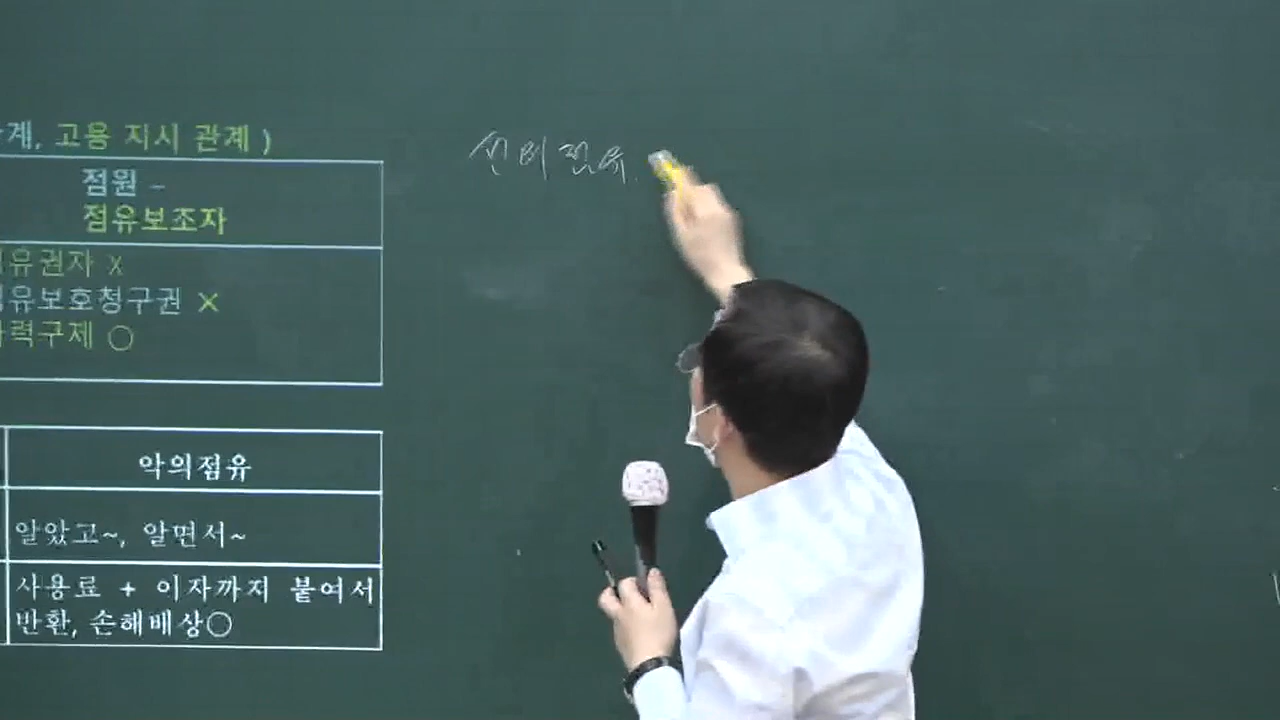 계, 고용 지시 관계 )
점원 -
점유보조자
유권자 X
유보호청구권 X
력구제 ○
악의점유
알았고~, 알면서~
사용료 + 이자까지 붙여서
반환, 손해배상○
점유